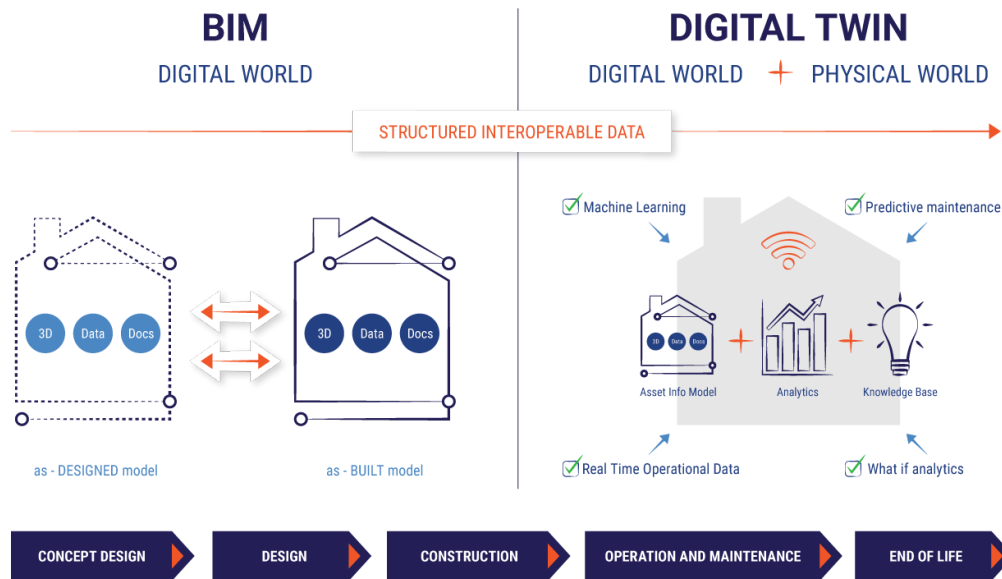 BIM
DIGITAL WORLD
DIGITAL TWIN
DIGITAL WORLD + PHYSICAL WORLD
STRUCTURED INTEROPERABLE DATA
3D Data Docs
as - DESIGNED model
3D Data Docs
as - BUILT model
Machine Learning
Predictive maintenance
3D Data Docs
+
+
Asset Info Model
Analytics
Knowledge Base
Real Time Operational Data
What if analytics
CONCEPT DESIGN
DESIGN
CONSTRUCTION
OPERATION AND MAINTENANCE
END OF LIFE